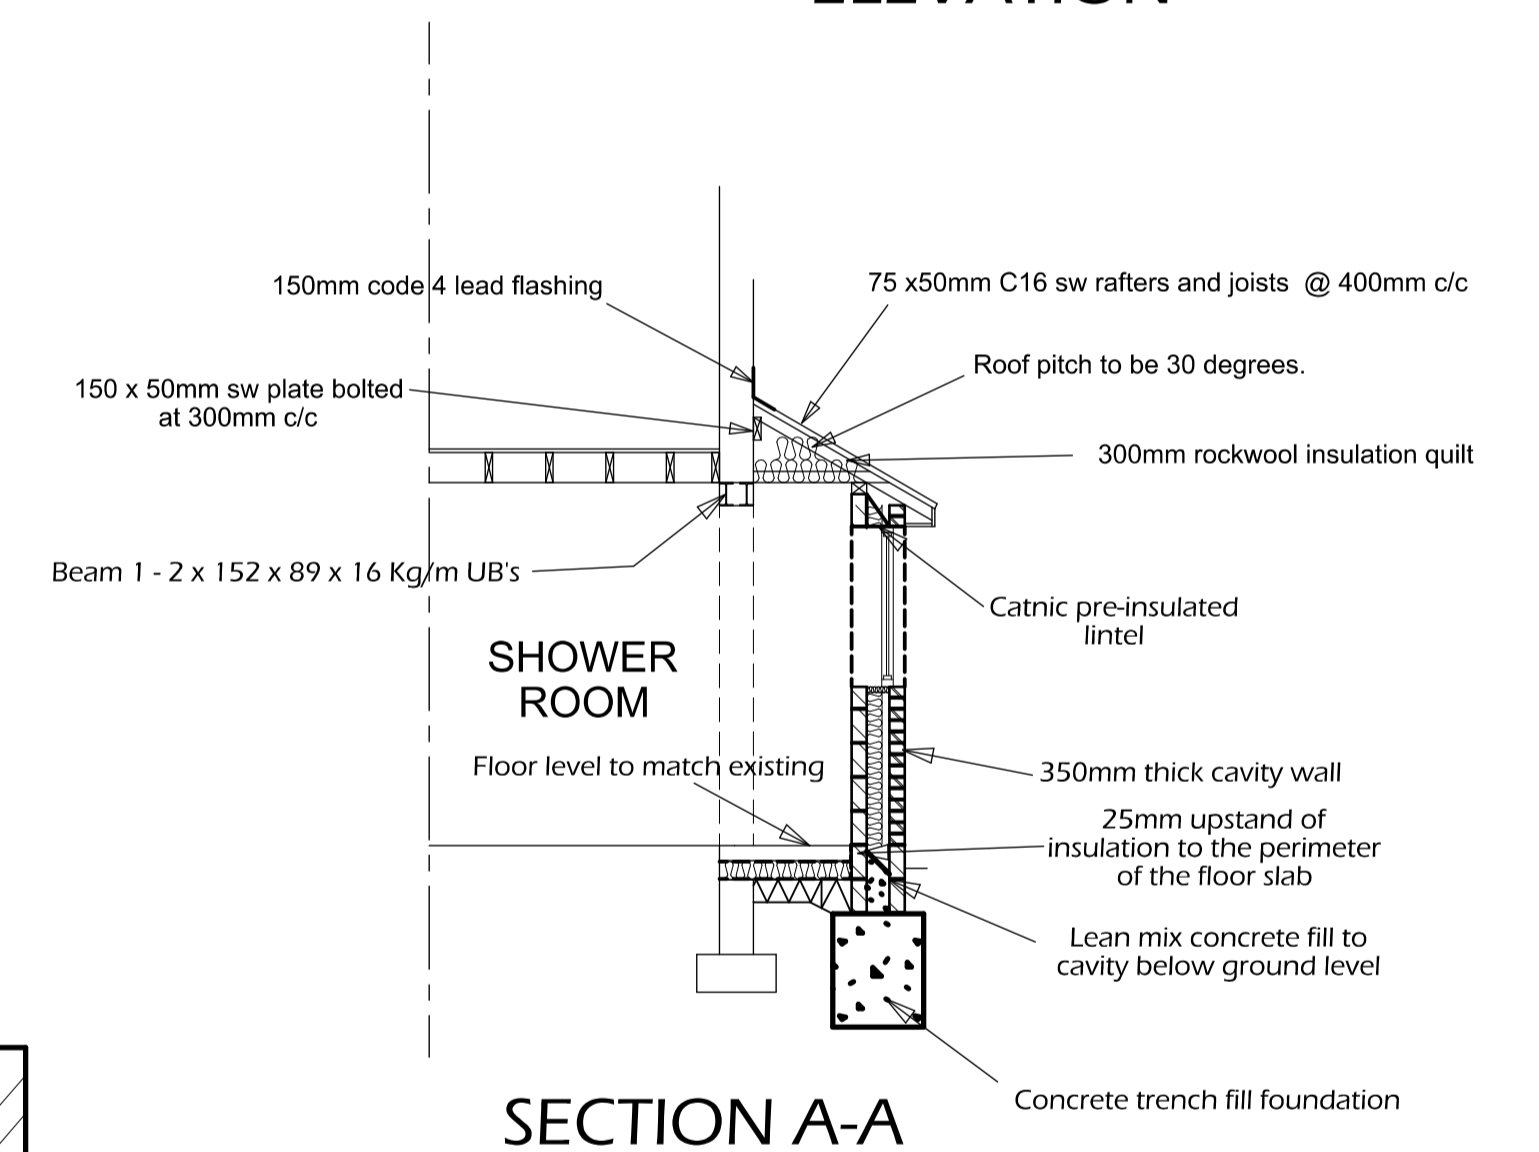 ELEVATION
150mm code 4 lead flashing
75 x50mm C16 sw rafters and joists @ 400mm c/c
Roof pitch to be 30 degrees.
150 x 50mm sw plate bolted
at 300mm c/c
300mm rockwool insulation quilt
Beam 1 - 2 x 152 x 89 x 16 Kg/m UB's
Catnic pre-insulated
lintel
SHOWER
ROOM
Floor level to match existing
350mm thick cavity wall
25mm upstand of
insulation to the perimeter
of the floor slab
Lean mix concrete fill to
cavity below ground level
Concrete trench fill foundation
SECTION A-A